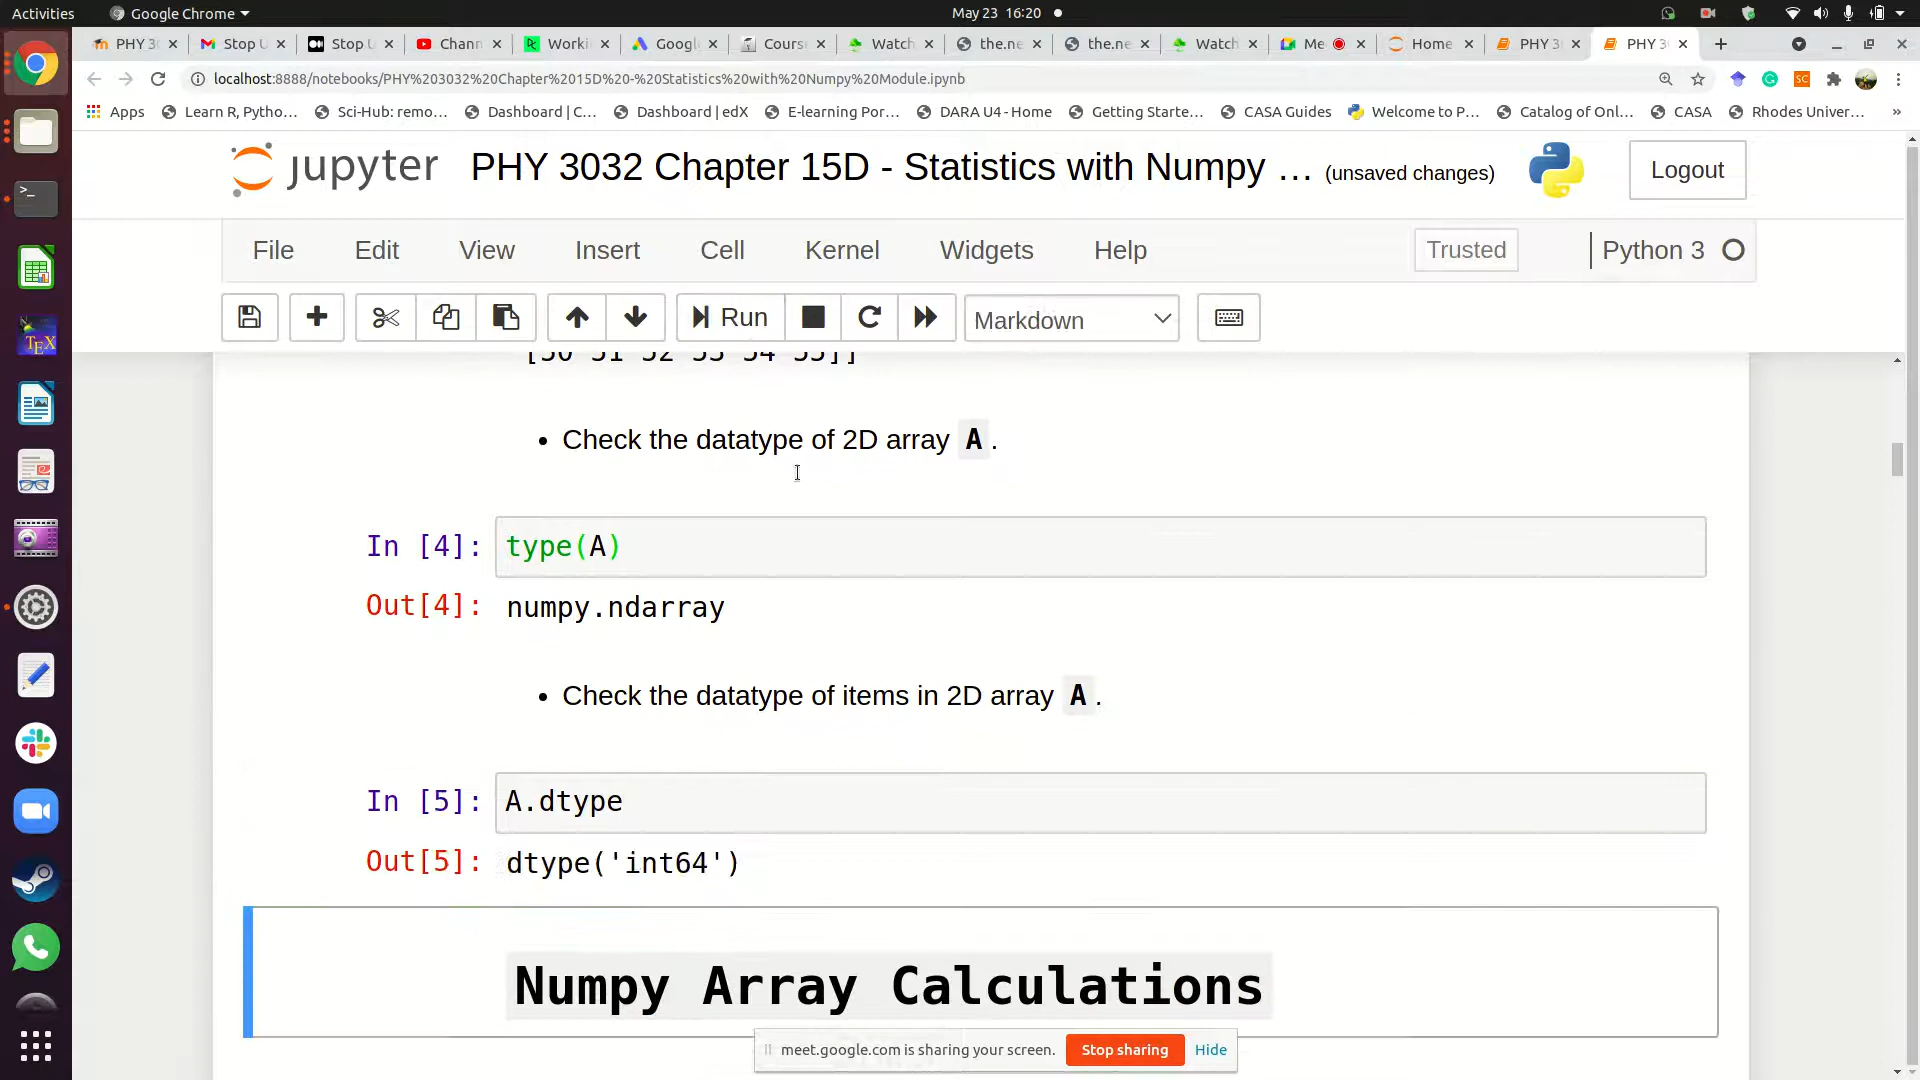 Activities Google Chrome May 23 16:20
PHY 3 Stop U Stop U Chann Worki Googl Cours Watch the.ne the.ne Watch Me Home PHY 3 PHY 3
localhost:8888/notebooks/PHY%203032%20Chapter%2015D%20-%20Statistics%20with%20Numpy%20Module.ipynb
Apps Learn R, Pytho... Sci-Hub: remo... Dashboard | C... Dashboard | edX E-learning Por... DARA U4 - Home Getting Starte... CASA Guides Welcome to P... Catalog of Onl... CASA Rhodes Univer... »
jupyter PHY 3032 Chapter 15D - Statistics with Numpy ... (unsaved changes) Logout
File Edit View Insert Cell Kernel Widgets Help Trusted Python 3
Run Markdown
• Check the datatype of 2D array A.
In [4]: type(A)
Out[4]: numpy.ndarray
• Check the datatype of items in 2D array A.
In [5]: A.dtype
Out[5]: dtype('int64')
Numpy Array Calculations
meet.google.com is sharing your screen. Stop sharing Hide